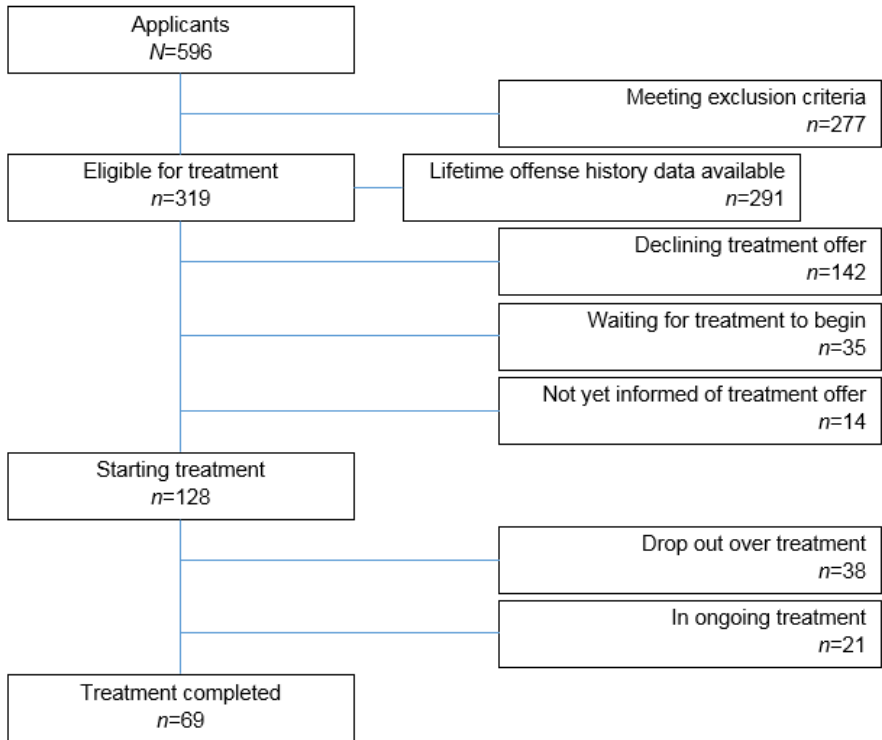 Applicants
N=596
Meeting exclusion criteria
n=277
Eligible for treatment
n=319
Lifetime offense history data available
n=291
Declining treatment offer
n=142
Waiting for treatment to begin
n=35
Not yet informed of treatment offer
n=14
Starting treatment
n=128
Drop out over treatment
n=38
In ongoing treatment
n=21
Treatment completed
n=69